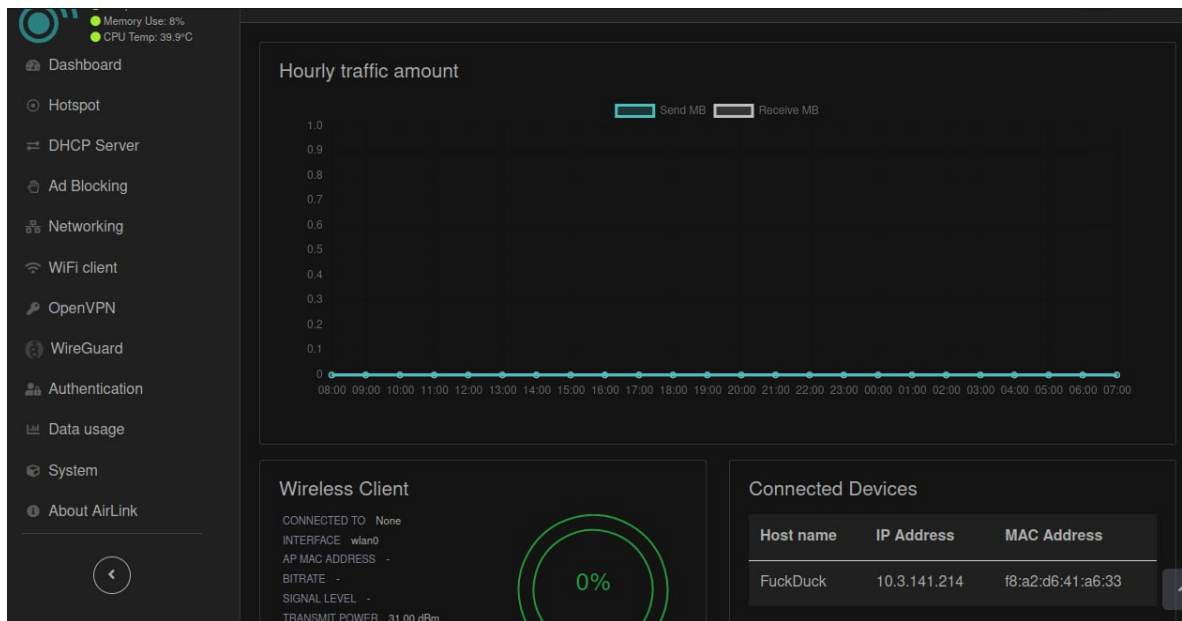 Memory Use: 8%
CPU Temp: 39.9°C
Dashboard
Hotspot
DHCP Server
Ad Blocking
Networking
WiFi client
OpenVPN
WireGuard
Authentication
Data usage
System
About AirLink
Hourly traffic amount
Send MB Receive MB
1.0
0.9
0.8
0.7
0.6
0.5
0.4
0.3
0.2
0.1
0
08:00 09:00 10:00 11:00 12:00 13:00 14:00 15:00 16:00 17:00 18:00 19:00 20:00 21:00 22:00 23:00 00:00 01:00 02:00 03:00 04:00 05:00 06:00 07:00
Wireless Client
CONNECTED TO None
INTERFACE wlan0
AP MAC ADDRESS -
BITRATE -
SIGNAL LEVEL -
TRANSMIT POWER 31.00 dBm
0%
Connected Devices
Host name IP Address MAC Address
FuckDuck 10.3.141.214 f8:a2:d6:41:a6:33